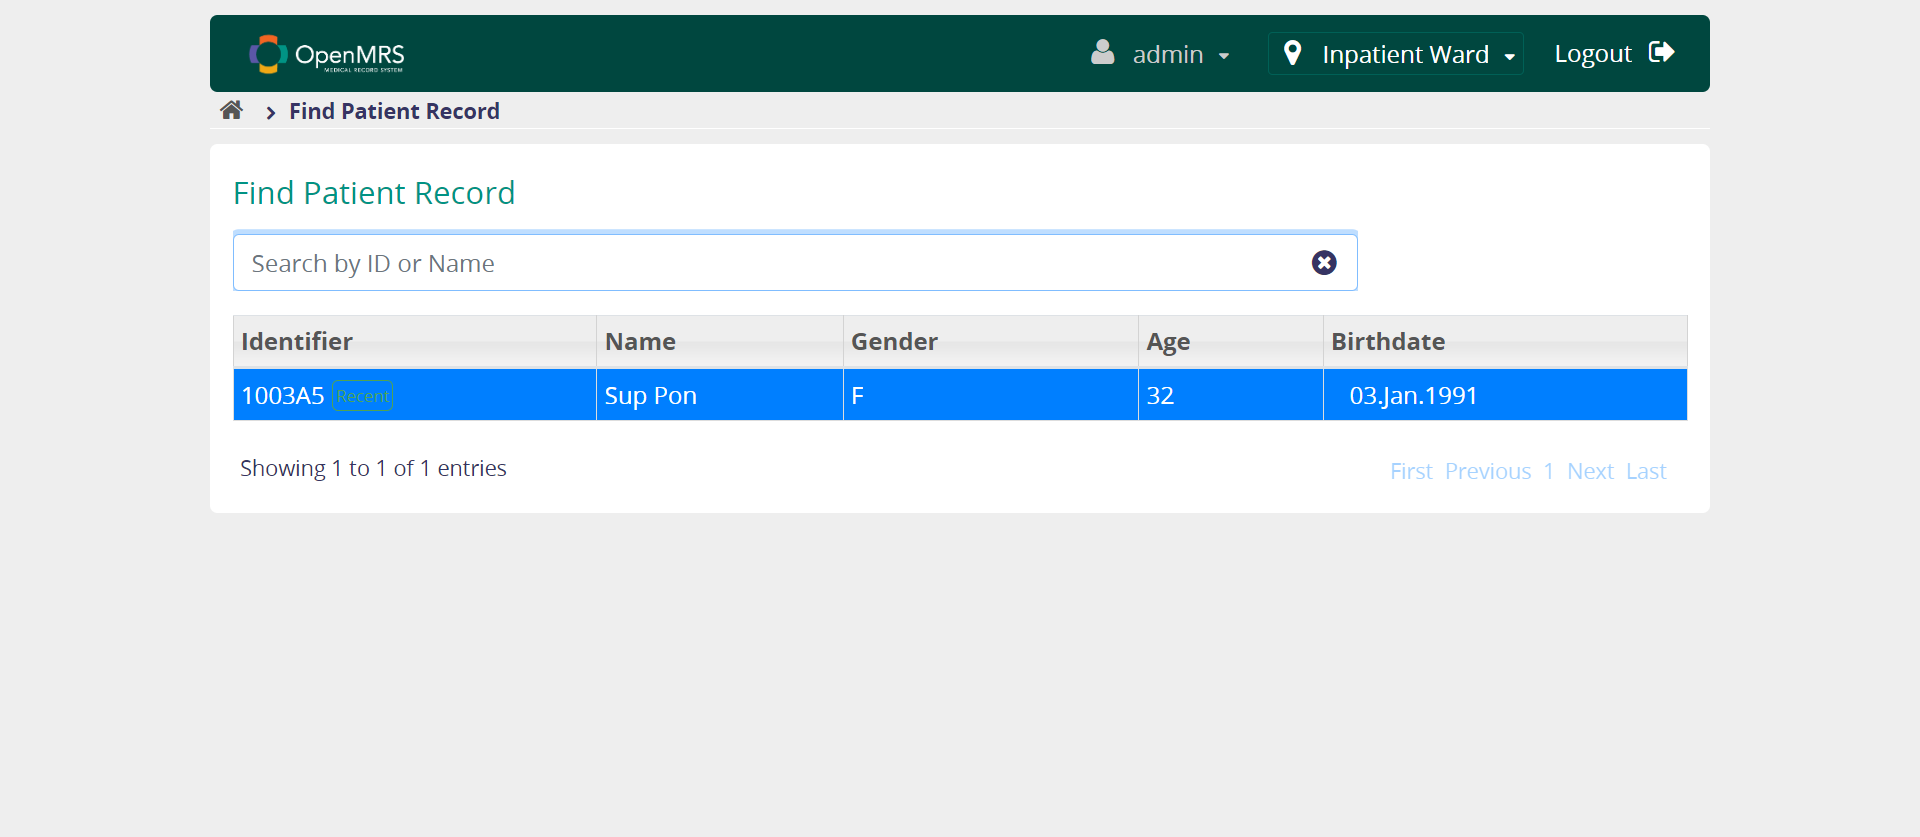 OpenMRS
MEDICAL RECORD SYSTEM
admin
Inpatient Ward
Logout
Find Patient Record
Find Patient Record
Search by ID or Name
Identifier Name Gender Age Birthdate
1003A5 Recent Sup Pon F 32 03.Jan.1991
Showing 1 to 1 of 1 entries
First Previous 1 Next Last